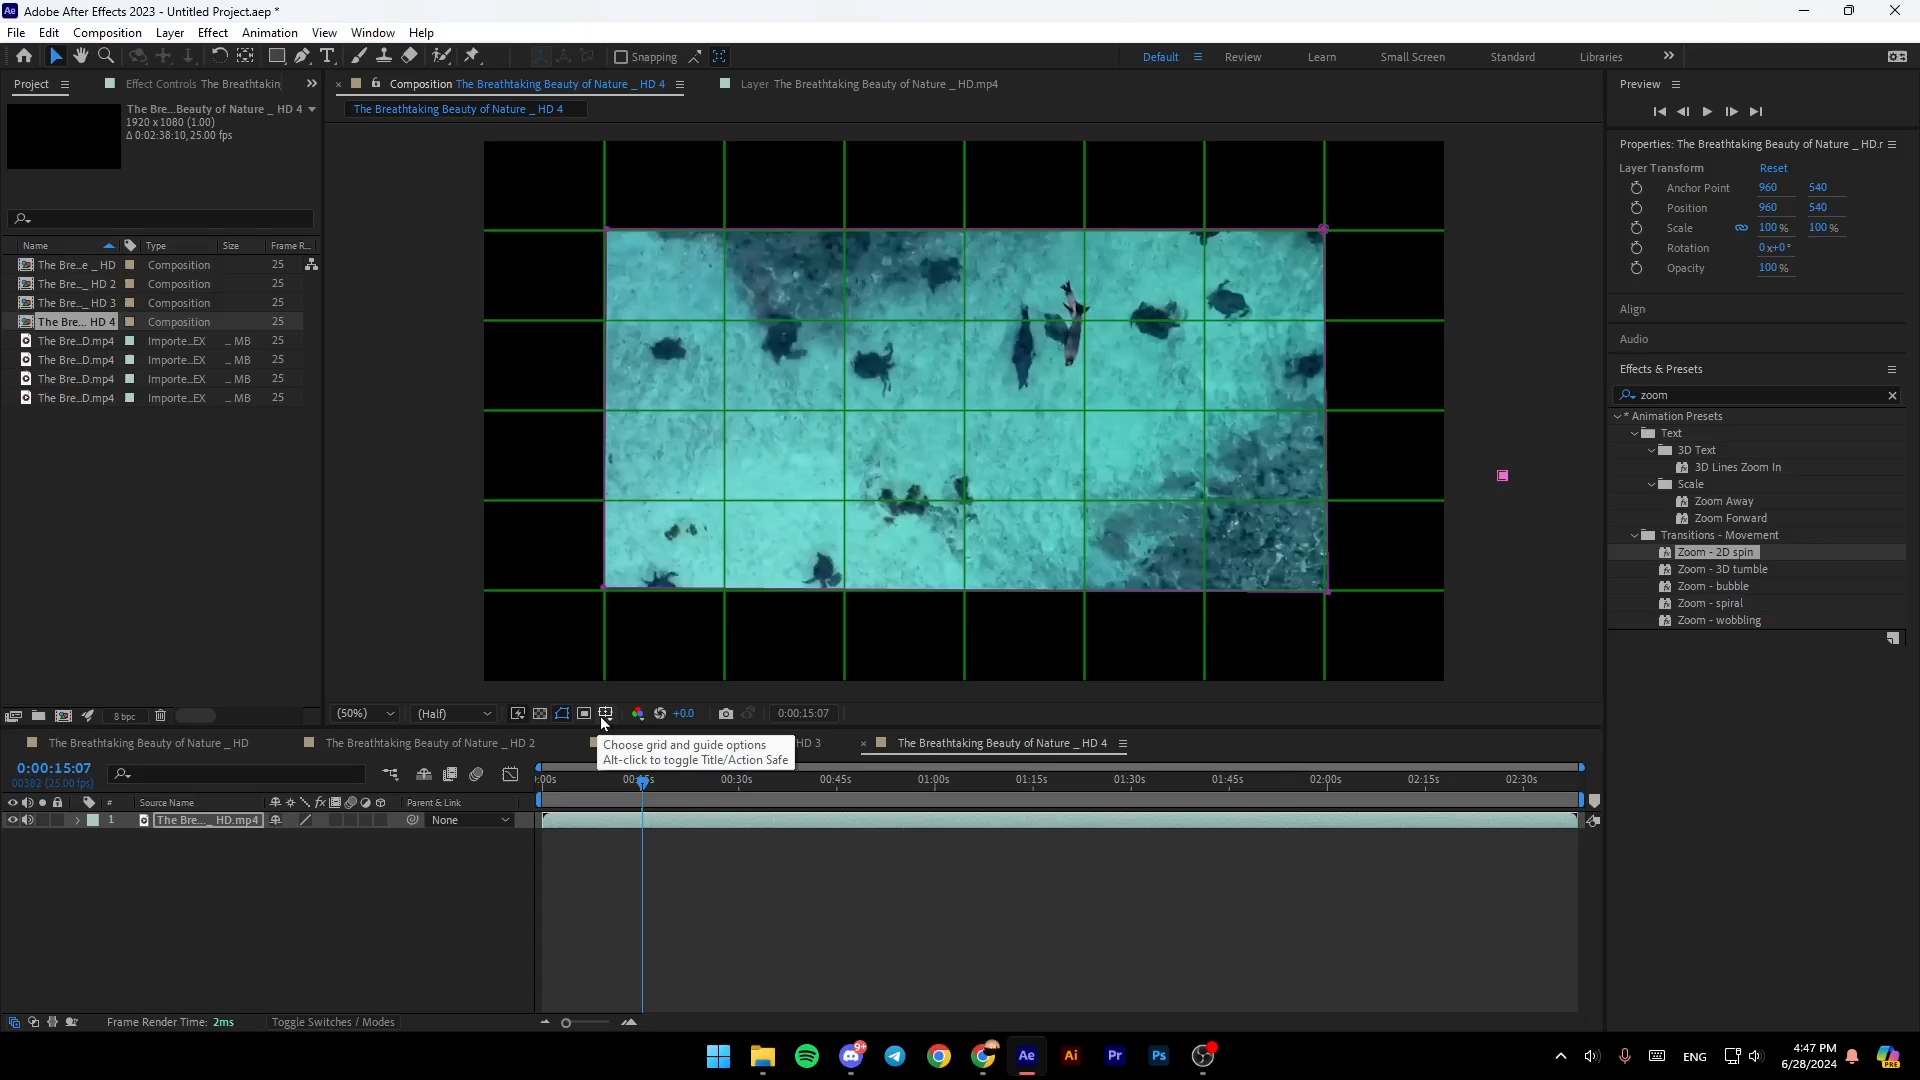 Adobe After Effects 2023 - Untitled Project.aep *
File Edit Composition Layer Effect Animation View Window Help
Snapping
Default Review Learn Small Screen Standard Libraries
Project Effect Controls The Breathtakin
Composition The Breathtaking Beauty of Nature _ HD 4
Layer The Breathtaking Beauty of Nature _ HD.mp4
The Breathtaking Beauty of Nature _ HD 4
The Bre...Beauty of Nature _ HD 4
1920 x 1080 (1.00)
Δ 0:02:38:10, 25.00 fps
Name Type Size Frame R...
The Bre...e _ HD Composition 25
The Bre..._ HD 2 Composition 25
The Bre..._ HD 3 Composition 25
The Bre... HD 4 Composition 25
The Bre...D.mp4 Importe...EX ... MB 25
The Bre...D.mp4 Importe...EX ... MB 25
The Bre...D.mp4 Importe...EX ... MB 25
The Bre...D.mp4 Importe...EX ... MB 25
8 bpc
(50%) (Half) +0.0 0:00:15:07
Choose grid and guide options
Alt-click to toggle Title/Action Safe
Preview
Properties: The Breathtaking Beauty of Nature _ HD.r
Layer Transform Reset
Anchor Point 960 540
Position 960 540
Scale 100 % 100 %
Rotation 0x+0°
Opacity 100 %
Align
Audio
Effects & Presets
zoom
* Animation Presets
Text
3D Text
3D Lines Zoom In
Scale
Zoom Away
Zoom Forward
Transitions - Movement
Zoom - 2D spin
Zoom - 3D tumble
Zoom - bubble
Zoom - spiral
Zoom - wobbling
The Breathtaking Beauty of Nature _ HD
The Breathtaking Beauty of Nature _ HD 2
HD 3
The Breathtaking Beauty of Nature _ HD 4
0:00:15:07
00382 (25.00 fps)
:00s 00:15s 00:30s 00:45s 01:00s 01:15s 01:30s 01:45s 02:00s 02:15s 02:30s
# Source Name fx Parent & Link
1 The Bre..._ HD.mp4 None
Frame Render Time: 2ms Toggle Switches / Modes
9+
Ae Ai Pr Ps
ENG
4:47 PM
6/28/2024
PRE